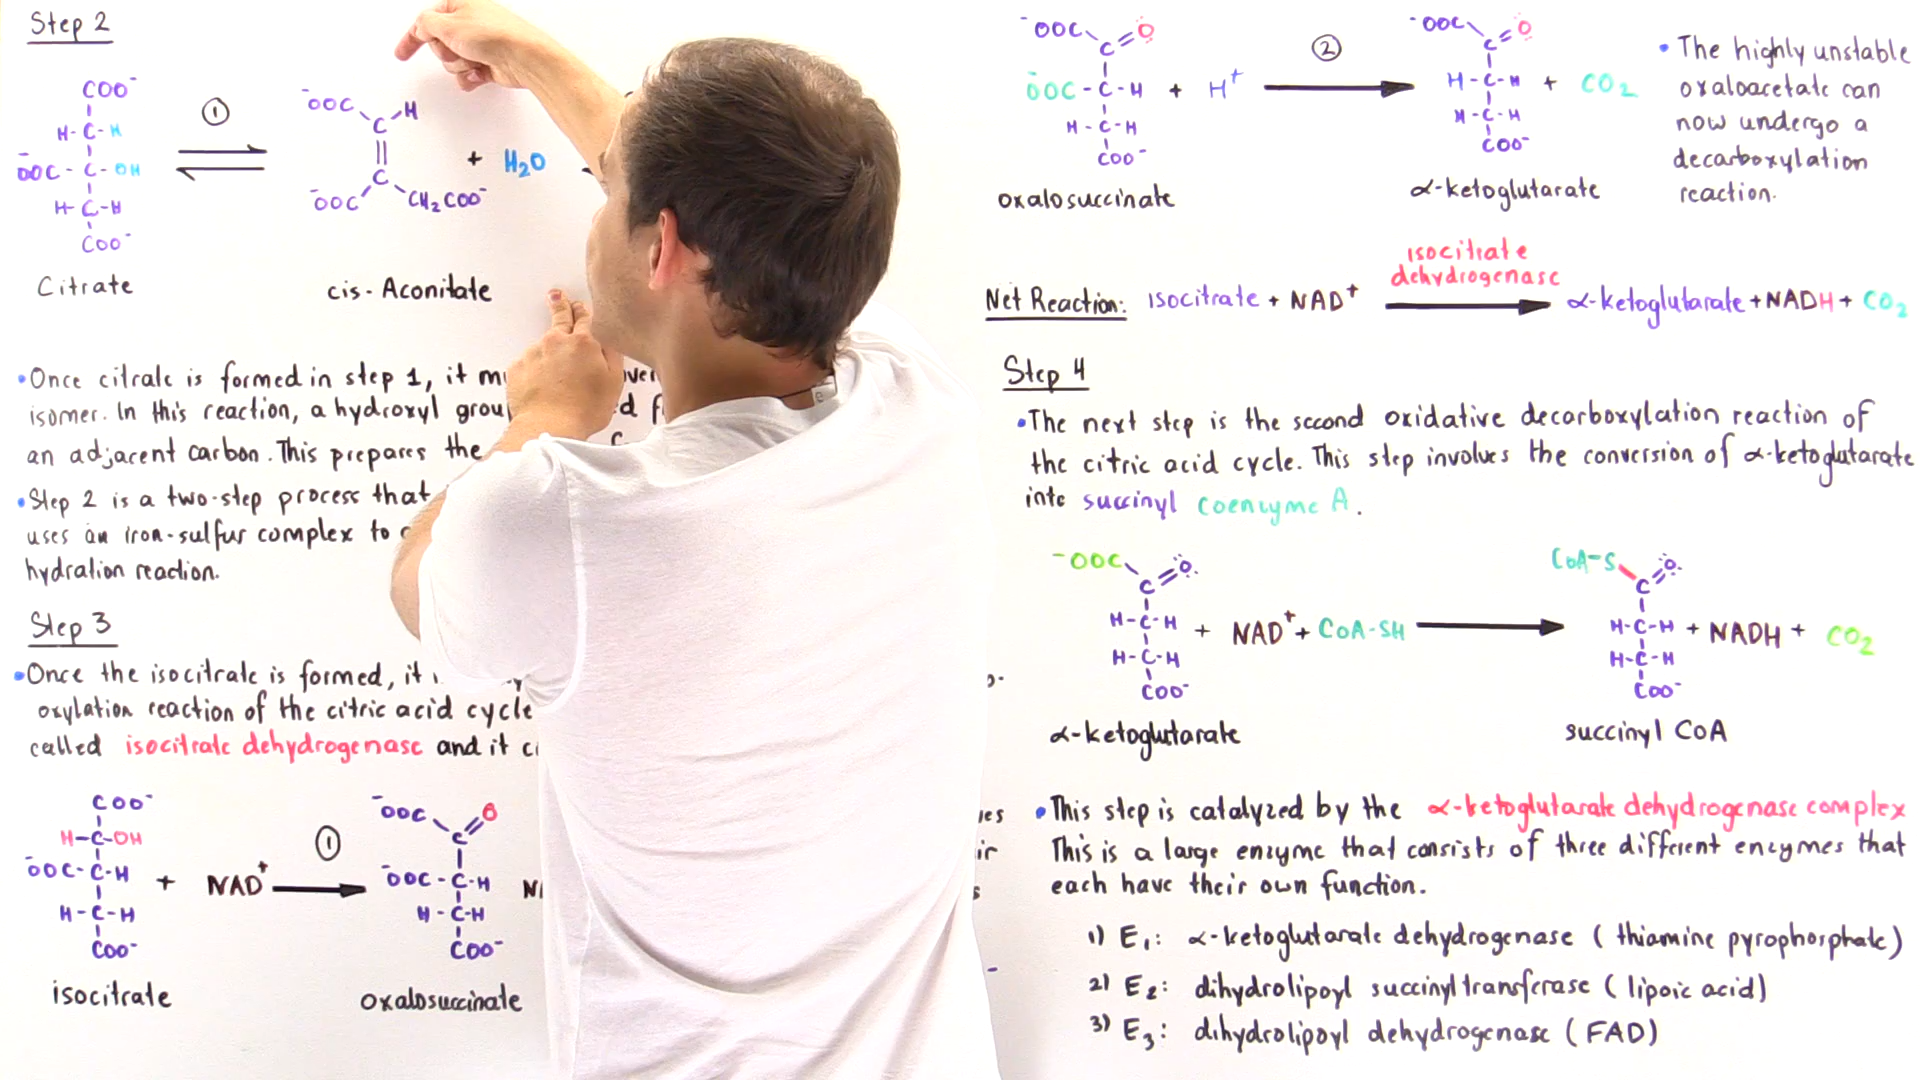 Step 2
COO⁻
H-C-H
⁻OOC-C-OH
H-C-H
COO⁻
Citrate
①
⁻OOC
C-H
C
⁻OOC
CH₂COO⁻
cis-Aconitate
+ H₂O
•Once citrate is formed in step 1, it
isomer. In this reaction, a hydroxyl
an adjacent carbon. This prepares the
•Step 2 is a two-step process that
uses an iron-sulfur complex to
hydration reaction.
Step 3
•Once the isocitrate is formed, it
oxylation reaction of the citric acid cycle
called isocitrate dehydrogenase and it
COO⁻
H-C-OH
⁻OOC-C-H
H-C-H
COO⁻
isocitrate
+ NAD⁺
①
⁻OOC
C=O
⁻OOC-C-H
H-C-H
COO⁻
oxalosuccinate
⁻OOC
C=O
⁻OOC-C-H + H⁺
H-C-H
COO⁻
oxalosuccinate
②
⁻OOC
C=O
H-C-H + CO₂
H-C-H
COO⁻
α-ketoglutarate
• The highly unstable
oxaloacetate can
now undergo a
decarboxylation
reaction.
Net Reaction: isocitrate + NAD⁺ isocitrate dehydrogenase α-ketoglutarate + NADH + CO₂
Step 4
•The next step is the second oxidative decarboxylation reaction of
the citric acid cycle. This step involves the conversion of α-ketoglutarate
into succinyl coenzyme A.
⁻OOC
C=O
H-C-H + NAD⁺ + CoA-SH
H-C-H
COO⁻
α-ketoglutarate
CoA-S
C=O
H-C-H + NADH + CO₂
H-C-H
COO⁻
succinyl CoA
•This step is catalyzed by the α-ketoglutarate dehydrogenase complex
This is a large enzyme that consists of three different enzymes that
each have their own function.
1) E₁: α-ketoglutarate dehydrogenase (thiamine pyrophosphate)
2) E₂: dihydrolipoyl succinyltransferase (lipoic acid)
3) E₃: dihydrolipoyl dehydrogenase (FAD)